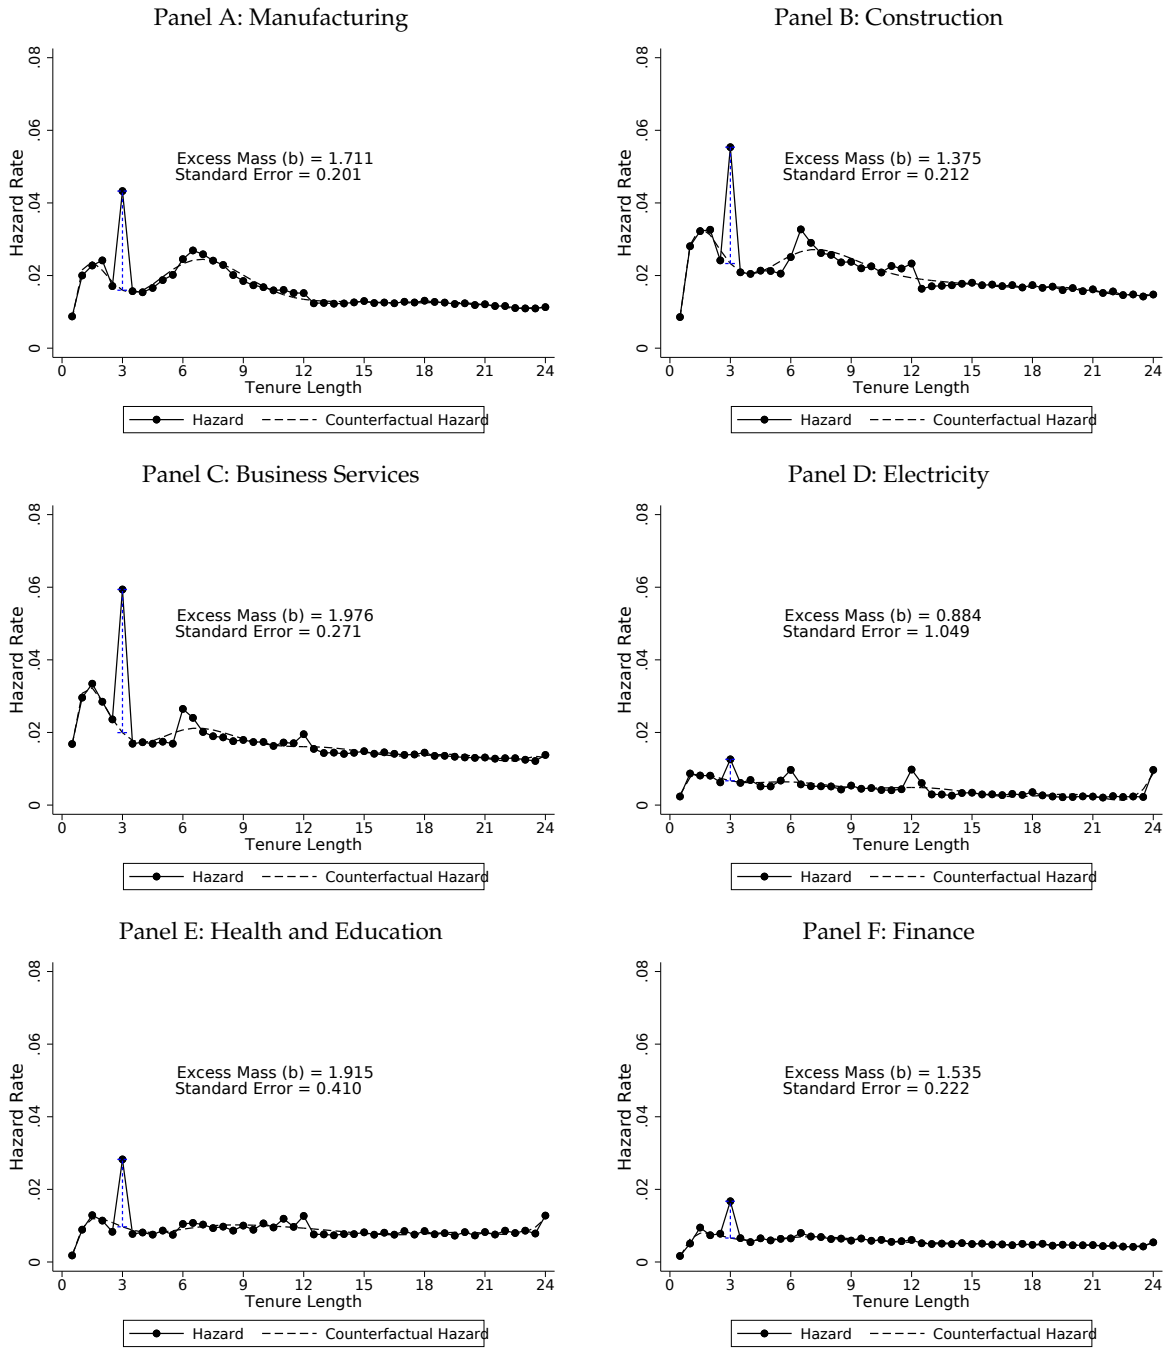 Panel A: Manufacturing
Hazard Rate
0 .02 .04 .06 .08
Excess Mass (b) = 1.711
Standard Error = 0.201
0 3 6 9 12 15 18 21 24
Tenure Length
Hazard Counterfactual Hazard
Panel B: Construction
Hazard Rate
0 .02 .04 .06 .08
Excess Mass (b) = 1.375
Standard Error = 0.212
0 3 6 9 12 15 18 21 24
Tenure Length
Hazard Counterfactual Hazard
Panel C: Business Services
Hazard Rate
0 .02 .04 .06 .08
Excess Mass (b) = 1.976
Standard Error = 0.271
0 3 6 9 12 15 18 21 24
Tenure Length
Hazard Counterfactual Hazard
Panel D: Electricity
Hazard Rate
0 .02 .04 .06 .08
Excess Mass (b) = 0.884
Standard Error = 1.049
0 3 6 9 12 15 18 21 24
Tenure Length
Hazard Counterfactual Hazard
Panel E: Health and Education
Hazard Rate
0 .02 .04 .06 .08
Excess Mass (b) = 1.915
Standard Error = 0.410
0 3 6 9 12 15 18 21 24
Tenure Length
Hazard Counterfactual Hazard
Panel F: Finance
Hazard Rate
0 .02 .04 .06 .08
Excess Mass (b) = 1.535
Standard Error = 0.222
0 3 6 9 12 15 18 21 24
Tenure Length
Hazard Counterfactual Hazard